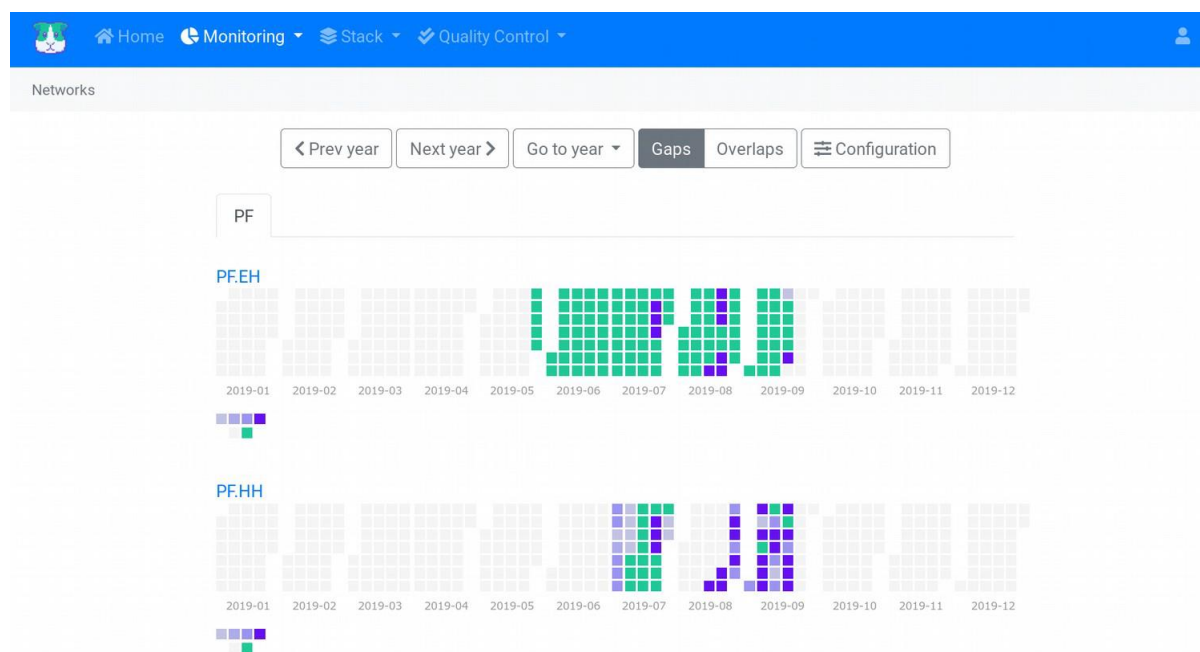 Home Monitoring Stack Quality Control
Networks
Prev year Next year Go to year Gaps Overlaps Configuration
PF
PF.EH
2019-01 2019-02 2019-03 2019-04 2019-05 2019-06 2019-07 2019-08 2019-09 2019-10 2019-11 2019-12
PF.HH
2019-01 2019-02 2019-03 2019-04 2019-05 2019-06 2019-07 2019-08 2019-09 2019-10 2019-11 2019-12